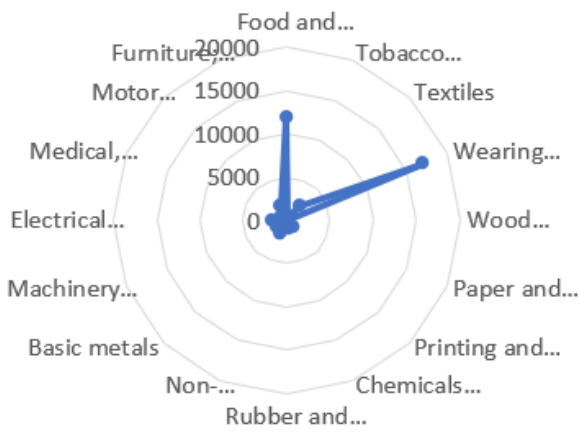 Food and...
Tobacco...
Textiles
Wearing...
Wood...
Paper and...
Printing and...
Chemicals...
Rubber and...
Non-...
Basic metals
Machinery...
Electrical...
Medical,...
Motor...
Furniture;...
20000
15000
10000
5000
0